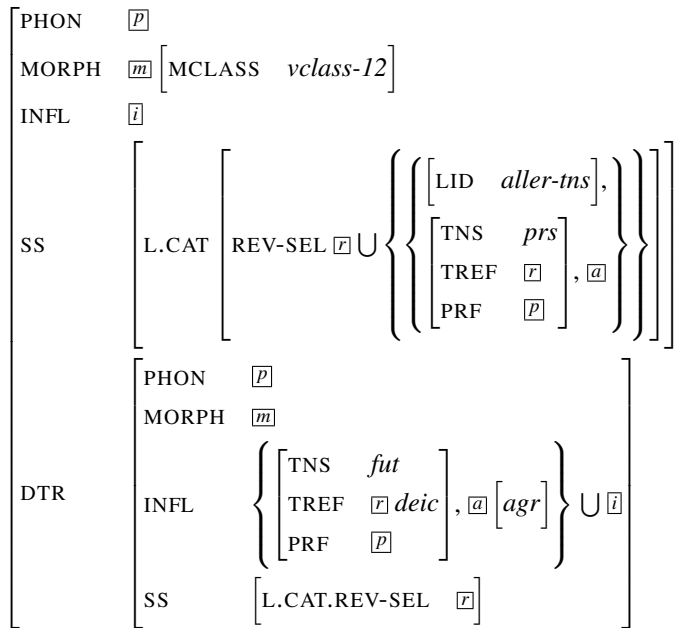 PHON [p]
MORPH [m] [MCLASS vclass-12]
INFL [i]
SS [L.CAT [REV-SEL [r] ⋃ { { [LID aller-tns],
[TNS prs
TREF [r]
PRF [p]], [a] } } ] ]
DTR [PHON [p]
MORPH [m]
INFL { [TNS fut
TREF [r] deic
PRF [p]], [a] [agr] } ⋃ [i]
SS [L.CAT.REV-SEL [r]]]